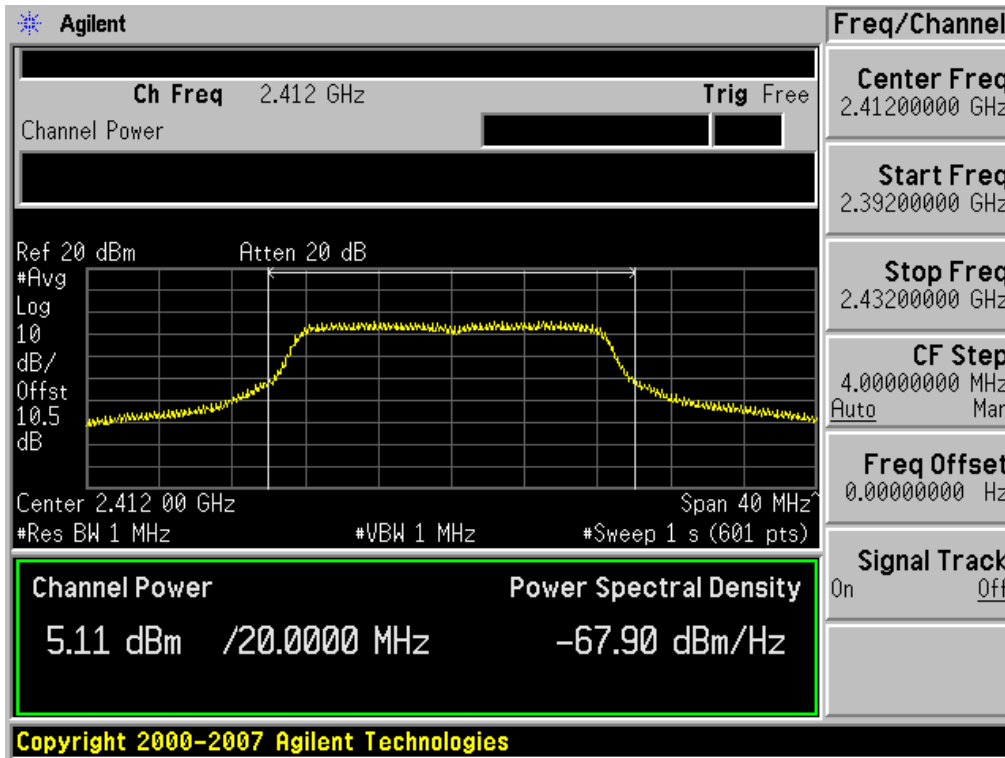 Agilent
Freq/Channel
Ch Freq 2.412 GHz
Trig Free
Channel Power
Center Freq
2.41200000 GHz
Start Freq
2.39200000 GHz
Stop Freq
2.43200000 GHz
CF Step
4.00000000 MHz
Auto Man
Freq Offset
0.00000000 Hz
Signal Track
On Off
Ref 20 dBm
Atten 20 dB
#Avg
Log
10
dB/
Offst
10.5
dB
Center 2.412 00 GHz
Span 40 MHz^
#Res BW 1 MHz
#VBW 1 MHz
#Sweep 1 s (601 pts)
Channel Power
Power Spectral Density
5.11 dBm /20.0000 MHz
-67.90 dBm/Hz
Copyright 2000-2007 Agilent Technologies